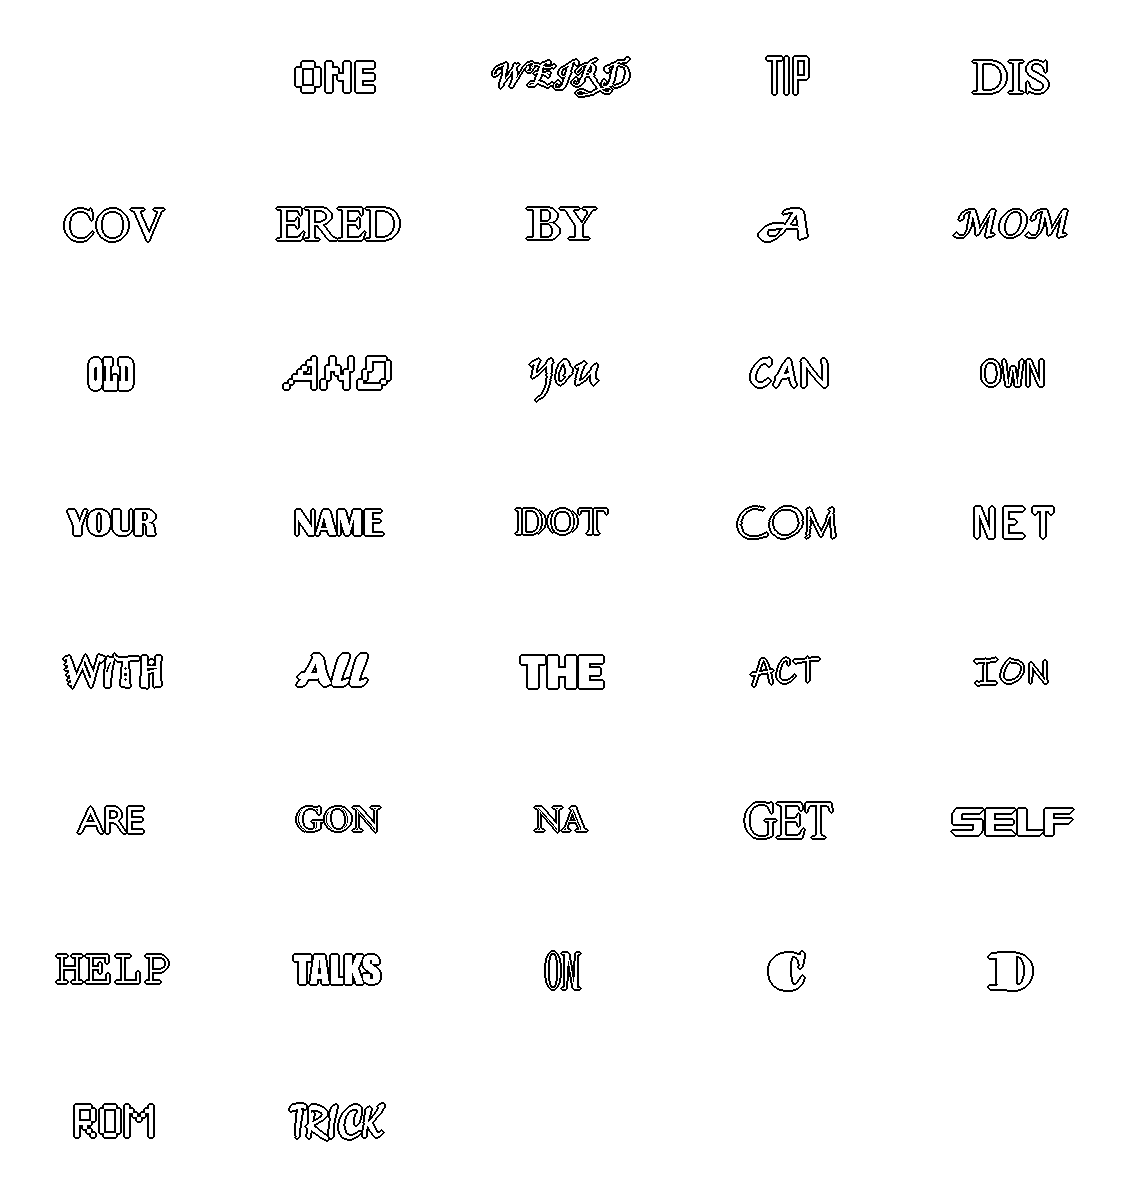 ONE WEIRD TIP DIS
COV ERED BY A MOM
OLD AND you CAN OWN
YOUR NAME DOT COM NET
WITH ALL THE ACT ION
ARE GON NA GET SELF
HELP TALKS ON C D
ROM TRICK